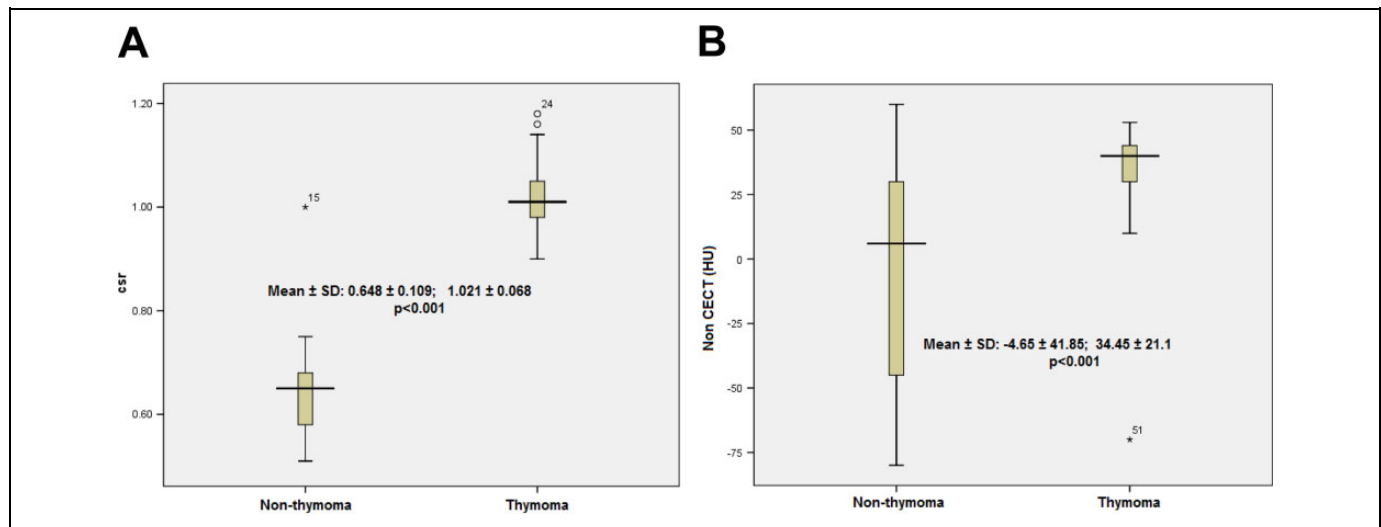 A
csr
1.20
1.00
0.80
0.60
24
15
Mean ± SD: 0.648 ± 0.109; 1.021 ± 0.068
p<0.001
Non-thymoma Thymoma
B
Non CECT (HU)
50
25
0
-25
-50
-75
Mean ± SD: -4.65 ± 41.85; 34.45 ± 21.1
p<0.001
51
Non-thymoma Thymoma